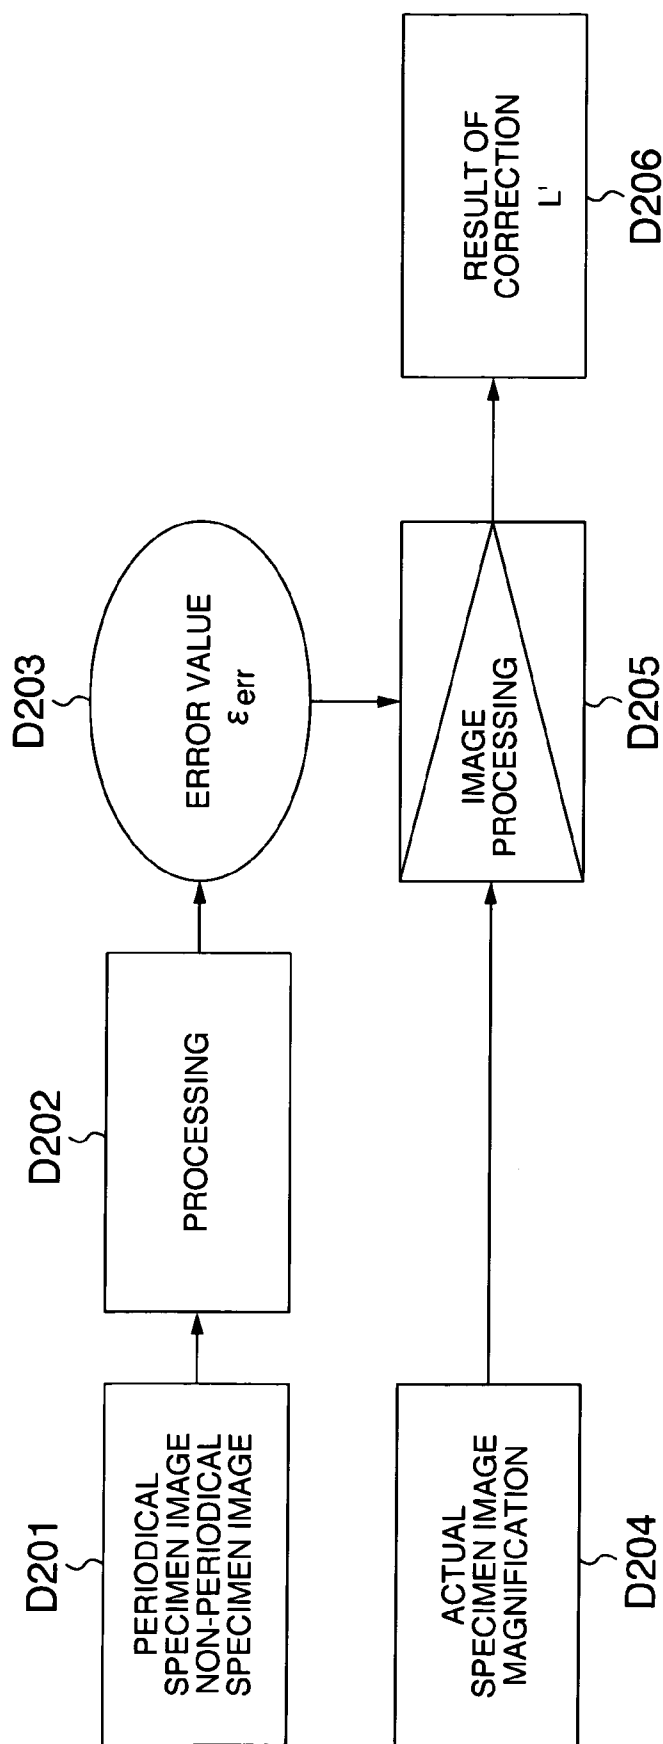 D201
PERIODICAL
SPECIMEN IMAGE
NON-PERIODICAL
SPECIMEN IMAGE
D202
PROCESSING
D203
ERROR VALUE
εerr
D204
ACTUAL
SPECIMEN IMAGE
MAGNIFICATION
D205
IMAGE
PROCESSING
D206
RESULT OF
CORRECTION
L'